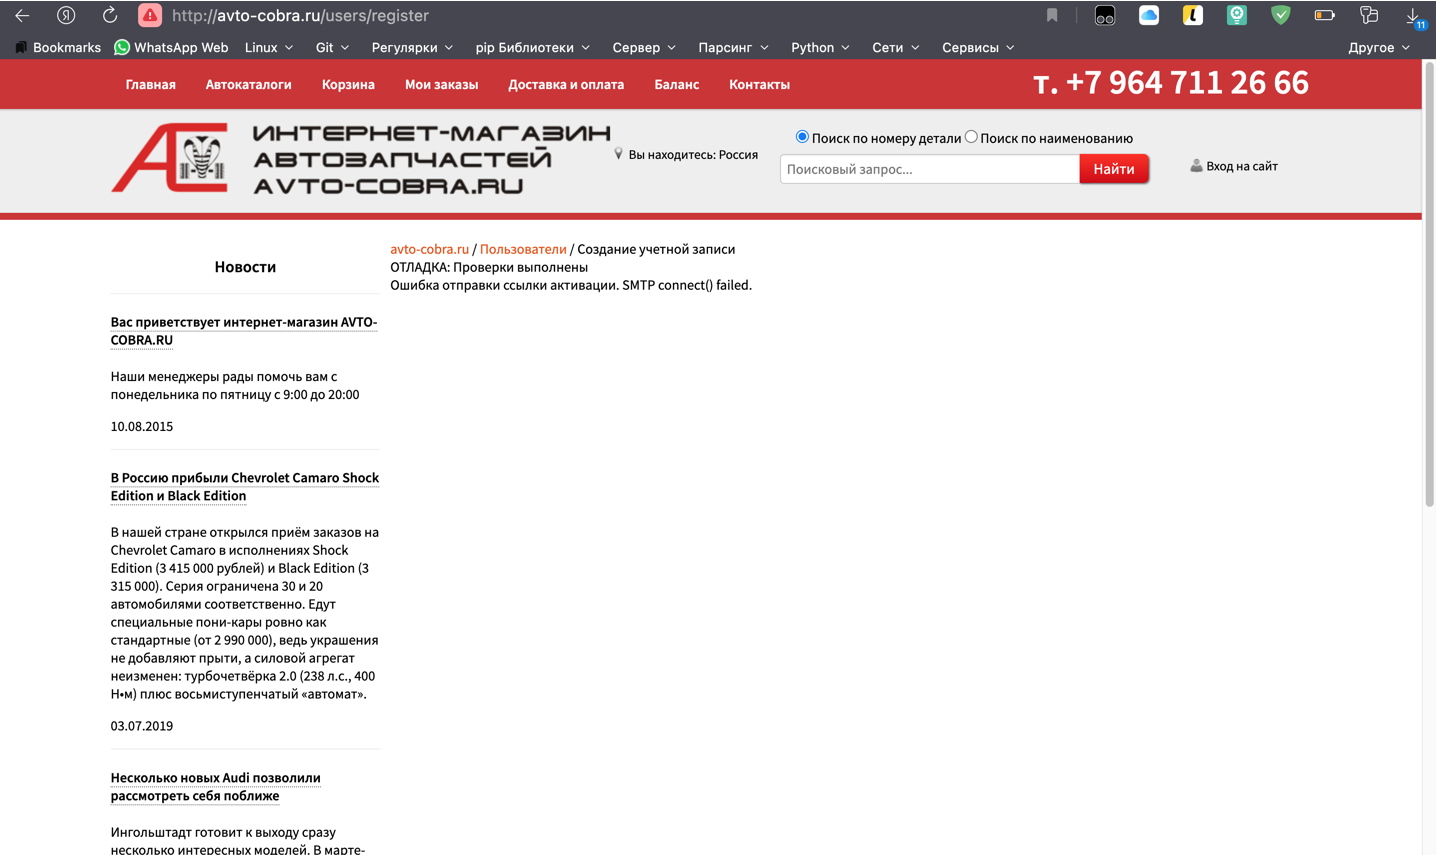 http://avto-cobra.ru/users/register
11
Bookmarks WhatsApp Web Linux Git Регулярки pip Библиотеки Сервер Парсинг Python Сети Сервисы Другое
Главная Автокаталоги Корзина Мои заказы Доставка и оплата Баланс Контакты
т. +7 964 711 26 66
ИНТЕРНЕТ-МАГАЗИН
АВТОЗАПЧАСТЕЙ
AVTO-COBRA.RU
Вы находитесь: Россия
Поиск по номеру детали Поиск по наименованию
Поисковый запрос... Найти
Вход на сайт
Новости
Вас приветствует интернет-магазин AVTO-
COBRA.RU
Наши менеджеры рады помочь вам с
понедельника по пятницу с 9:00 до 20:00
10.08.2015
В Россию прибыли Chevrolet Camaro Shock
Edition и Black Edition
В нашей стране открылся приём заказов на
Chevrolet Camaro в исполнениях Shock
Edition (3 415 000 рублей) и Black Edition (3
315 000). Серия ограничена 30 и 20
автомобилями соответственно. Едут
специальные пони-кары ровно как
стандартные (от 2 990 000), ведь украшения
не добавляют прыти, а силовой агрегат
неизменен: турбочетвёрка 2.0 (238 л.с., 400
Н•м) плюс восьмиступенчатый «автомат».
03.07.2019
Несколько новых Audi позволили
рассмотреть себя поближе
Ингольштадт готовит к выходу сразу
несколько интересных моделей. В марте-
avto-cobra.ru / Пользователи / Создание учетной записи
ОТЛАДКА: Проверки выполнены
Ошибка отправки ссылки активации. SMTP connect() failed.